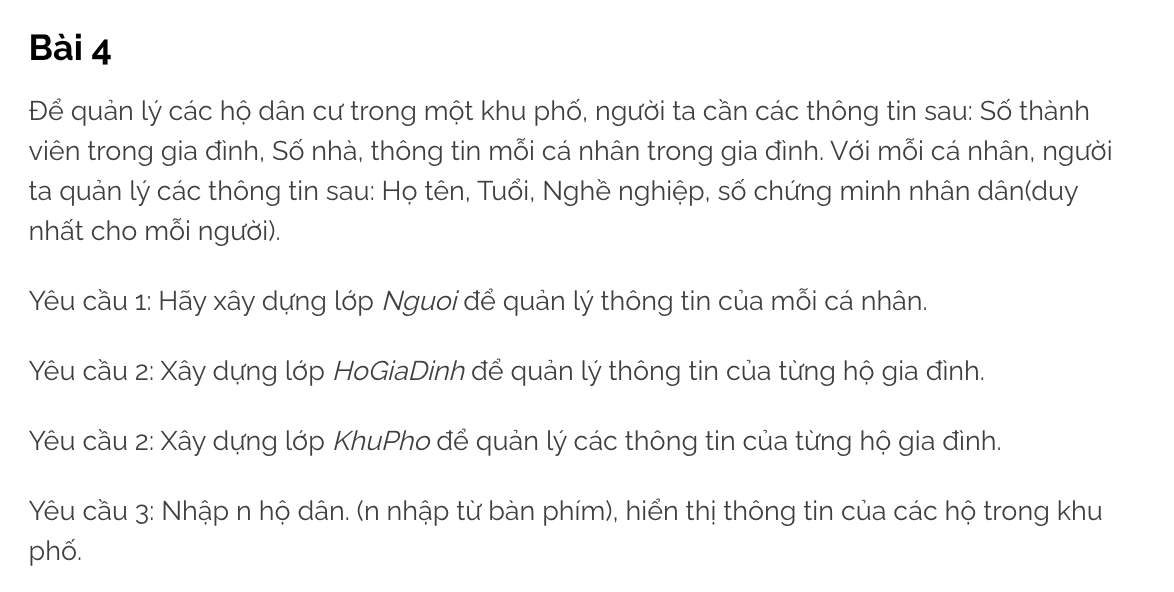 Bài 4
Để quản lý các hộ dân cư trong một khu phố, người ta cần các thông tin sau: Số thành
viên trong gia đình, Số nhà, thông tin mỗi cá nhân trong gia đình. Với mỗi cá nhân, người
ta quản lý các thông tin sau: Họ tên, Tuổi, Nghề nghiệp, số chứng minh nhân dân(duy
nhất cho mỗi người).
Yêu cầu 1: Hãy xây dựng lớp Nguoi để quản lý thông tin của mỗi cá nhân.
Yêu cầu 2: Xây dựng lớp HoGiaDinh để quản lý thông tin của từng hộ gia đình.
Yêu cầu 2: Xây dựng lớp KhuPho để quản lý các thông tin của từng hộ gia đình.
Yêu cầu 3: Nhập n hộ dân. (n nhập từ bàn phím), hiển thị thông tin của các hộ trong khu
phố.